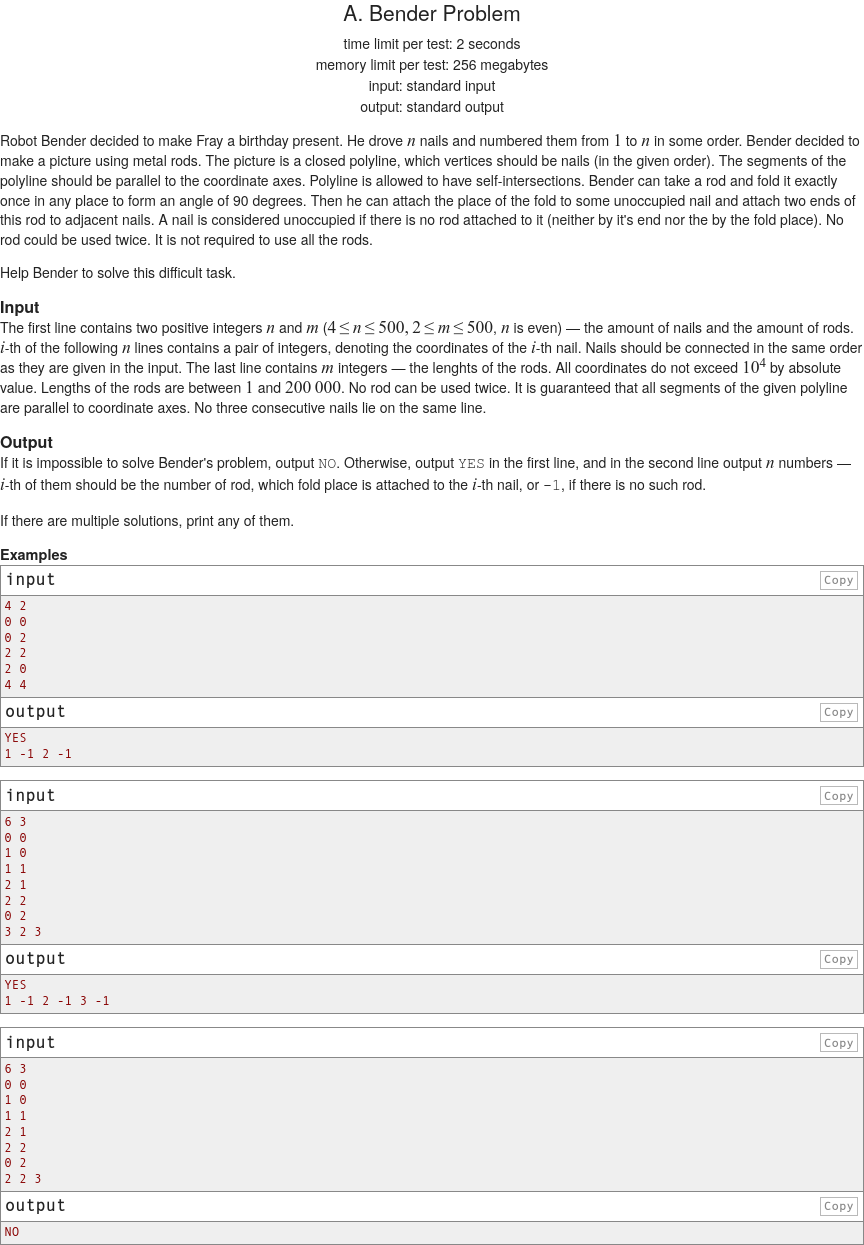 A. Bender Problem
time limit per test: 2 seconds
memory limit per test: 256 megabytes
input: standard input
output: standard output
Robot Bender decided to make Fray a birthday present. He drove n nails and numbered them from 1 to n in some order. Bender decided to
make a picture using metal rods. The picture is a closed polyline, which vertices should be nails (in the given order). The segments of the
polyline should be parallel to the coordinate axes. Polyline is allowed to have self-intersections. Bender can take a rod and fold it exactly
once in any place to form an angle of 90 degrees. Then he can attach the place of the fold to some unoccupied nail and attach two ends of
this rod to adjacent nails. A nail is considered unoccupied if there is no rod attached to it (neither by it's end nor the by the fold place). No
rod could be used twice. It is not required to use all the rods.
Help Bender to solve this difficult task.
Input
The first line contains two positive integers n and m (4 ≤ n ≤ 500, 2 ≤ m ≤ 500, n is even) — the amount of nails and the amount of rods.
i-th of the following n lines contains a pair of integers, denoting the coordinates of the i-th nail. Nails should be connected in the same order
as they are given in the input. The last line contains m integers — the lenghts of the rods. All coordinates do not exceed 10^4 by absolute
value. Lengths of the rods are between 1 and 200 000. No rod can be used twice. It is guaranteed that all segments of the given polyline
are parallel to coordinate axes. No three consecutive nails lie on the same line.
Output
If it is impossible to solve Bender's problem, output NO. Otherwise, output YES in the first line, and in the second line output n numbers —
i-th of them should be the number of rod, which fold place is attached to the i-th nail, or -1, if there is no such rod.
If there are multiple solutions, print any of them.
Examples
input Copy
4 2
0 0
0 2
2 2
2 0
4 4
output Copy
YES
1 -1 2 -1
input Copy
6 3
0 0
1 0
1 1
2 1
2 2
0 2
3 2 3
output Copy
YES
1 -1 2 -1 3 -1
input Copy
6 3
0 0
1 0
1 1
2 1
2 2
0 2
2 2 3
output Copy
NO